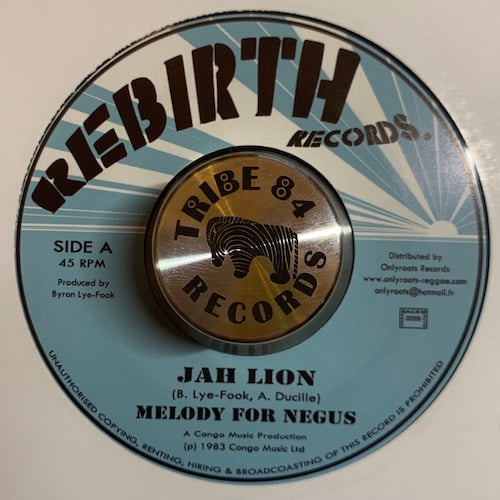 REBIRTH
RECORDS.
TRIBE 84
RECORDS
SIDE A
45 RPM
Produced by
Byron Lye-Fook
Distributed by
Onlyroots Records
www.onlyroots-reggae.com
onlyroots@hotmail.fr
SACEM
JAH LION
(B. Lye-Fook, A. Ducille)
MELODY FOR NEGUS
A Congo Music Production
(p) 1983 Congo Music Ltd
UNAUTHORISED COPYING, RENTING, HIRING & BROADCASTING OF THIS RECORD IS PROHIBITED